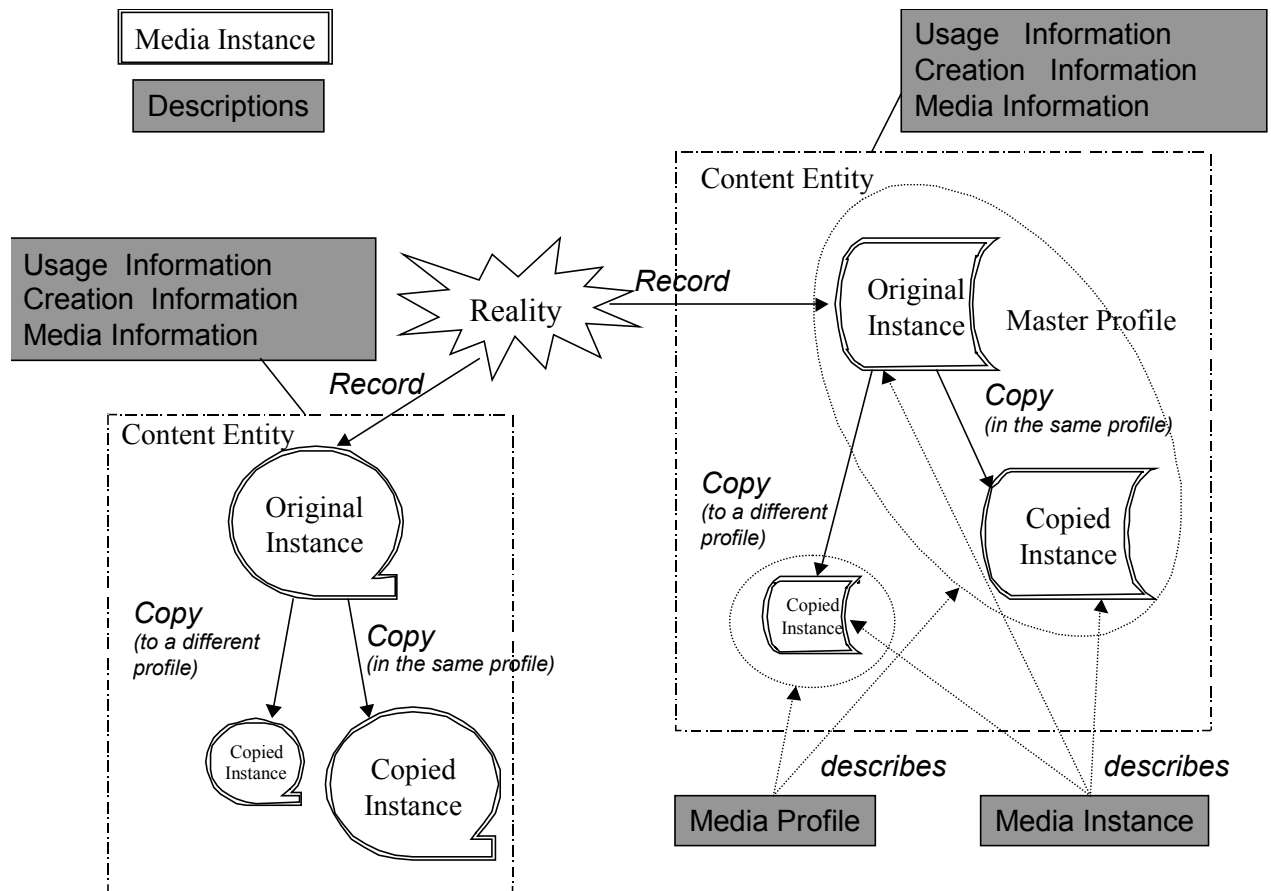 Media Instance
Descriptions
Usage Information
Creation Information
Media Information
Content Entity
Usage Information
Creation Information
Media Information
Reality
Record
Original
Instance
Master Profile
Record
Copy
(in the same profile)
Content Entity
Copy
(to a different
profile)
Original
Instance
Copied
Instance
Copied
Instance
Copy
(to a different
profile)
Copy
(in the same profile)
Copied
Instance
Copied
Instance
describes
describes
Media Profile
Media Instance